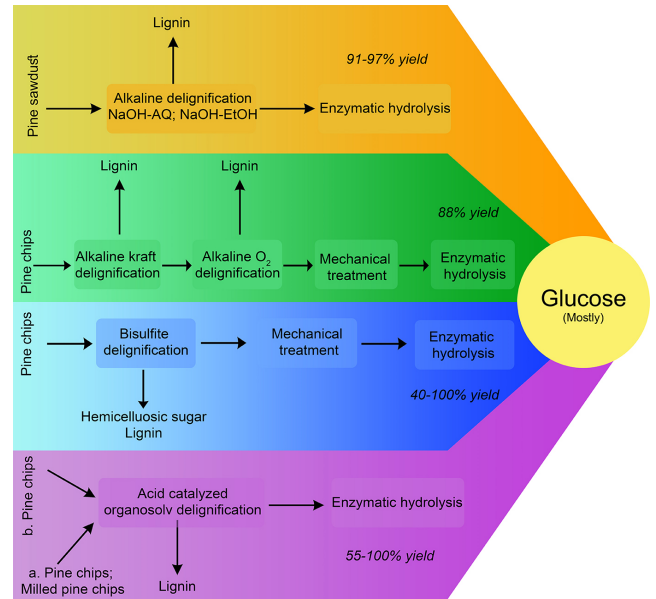 Lignin
91-97% yield
Pine sawdust
Alkaline delignification
NaOH-AQ; NaOH-EtOH
Enzymatic hydrolysis
Lignin
Lignin
88% yield
Pine chips
Alkaline kraft
delignification
Alkaline O2
delignification
Mechanical
treatment
Enzymatic
hydrolysis
Glucose
(Mostly)
Pine chips
Bisulfite
delignification
Mechanical
treatment
Enzymatic
hydrolysis
40-100% yield
Hemicelluosic sugar
Lignin
b. Pine chips
Acid catalyzed
organosolv delignification
Enzymatic hydrolysis
55-100% yield
a. Pine chips;
Milled pine chips
Lignin